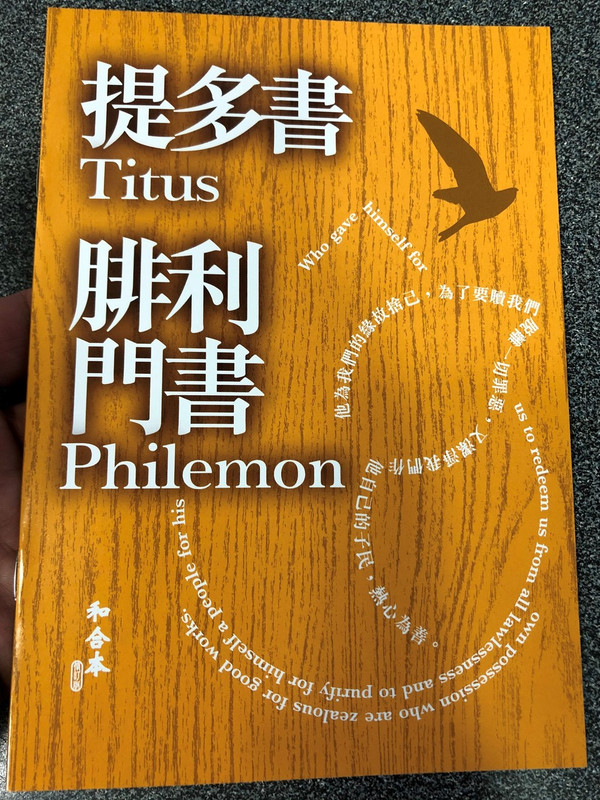 提多書
Titus
腓利
門書
Philemon
Who gave himself for
us to redeem us from all lawlessness and to purify for himself a people for his
own possession who are zealous for good works.
他為我們的緣故捨己，為了要贖我們
脫離一切罪惡，又潔淨我們作
他自己的子民，熱心為善。
和合本
修訂版